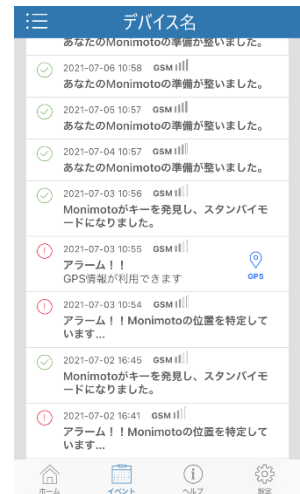 デバイス名
あなたのMonimotoの準備が整いました。
2021-07-06 10:58 GSM
あなたのMonimotoの準備が整いました。
2021-07-05 10:57 GSM
あなたのMonimotoの準備が整いました。
2021-07-04 10:57 GSM
あなたのMonimotoの準備が整いました。
2021-07-03 10:56 GSM
Monimotoがキーを発見し、スタンバイモ
ードになりました。
2021-07-03 10:55 GSM
アラーム！！
GPS情報が利用できます
GPS
2021-07-03 10:54 GSM
アラーム！！Monimotoの位置を特定して
います...
2021-07-02 16:45 GSM
Monimotoがキーを発見し、スタンバイモ
ードになりました。
2021-07-02 16:41 GSM
アラーム！！Monimotoの位置を特定して
います...
ホーム イベント ヘルプ 設定